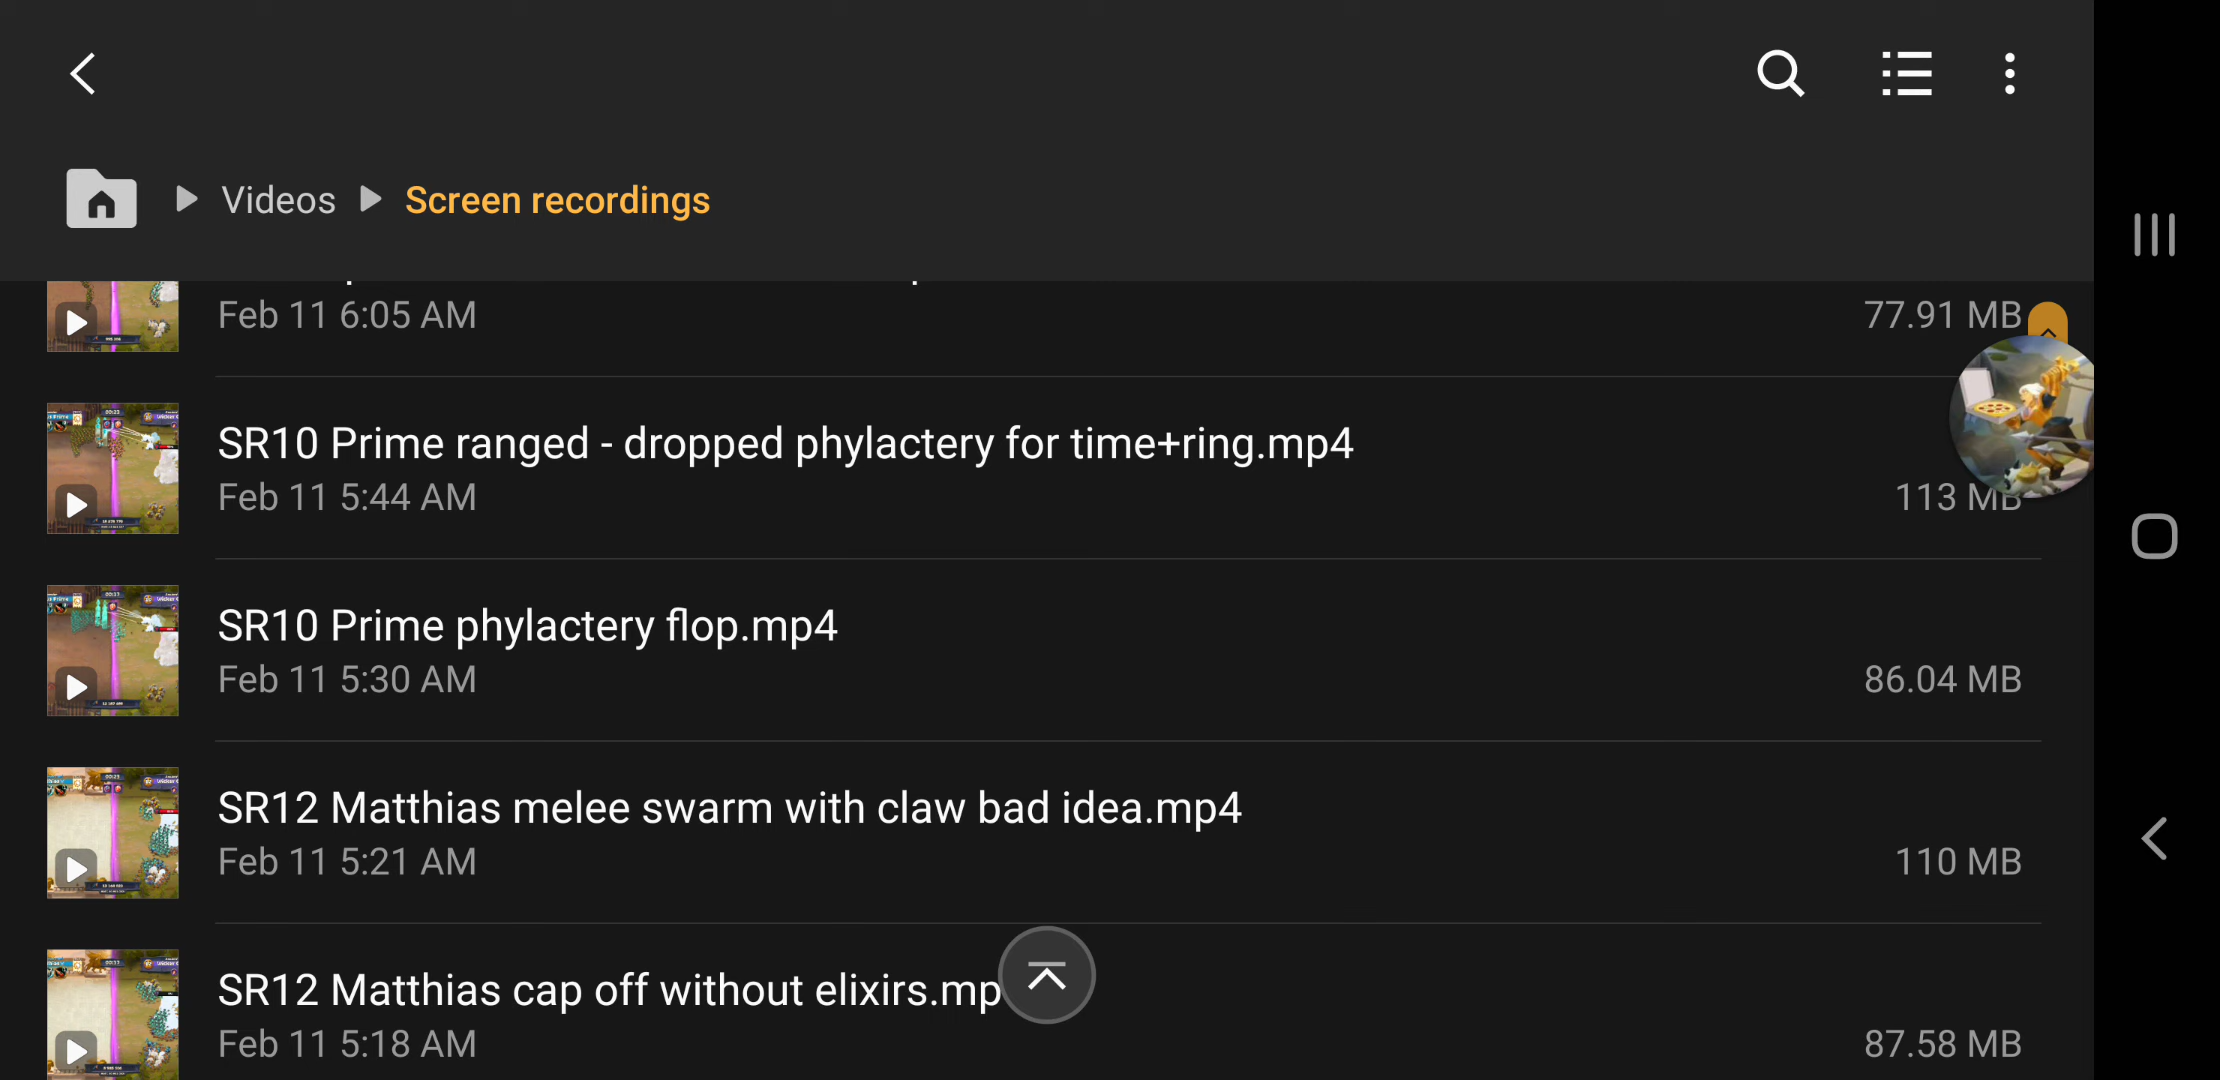 Videos Screen recordings
Feb 11 6:05 AM
77.91 MB
SR10 Prime ranged - dropped phylactery for time+ring.mp4
Feb 11 5:44 AM
113 MB
SR10 Prime phylactery flop.mp4
Feb 11 5:30 AM
86.04 MB
SR12 Matthias melee swarm with claw bad idea.mp4
Feb 11 5:21 AM
110 MB
SR12 Matthias cap off without elixirs.mp
Feb 11 5:18 AM
87.58 MB